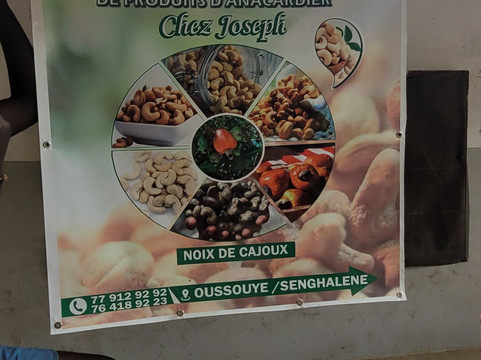 DE PRODUITS D'ANACARDIER
Chez Joseph
NOIX DE CAJOUX
77 912 92 92
76 418 92 23
OUSSOUYE /SENGHALENE